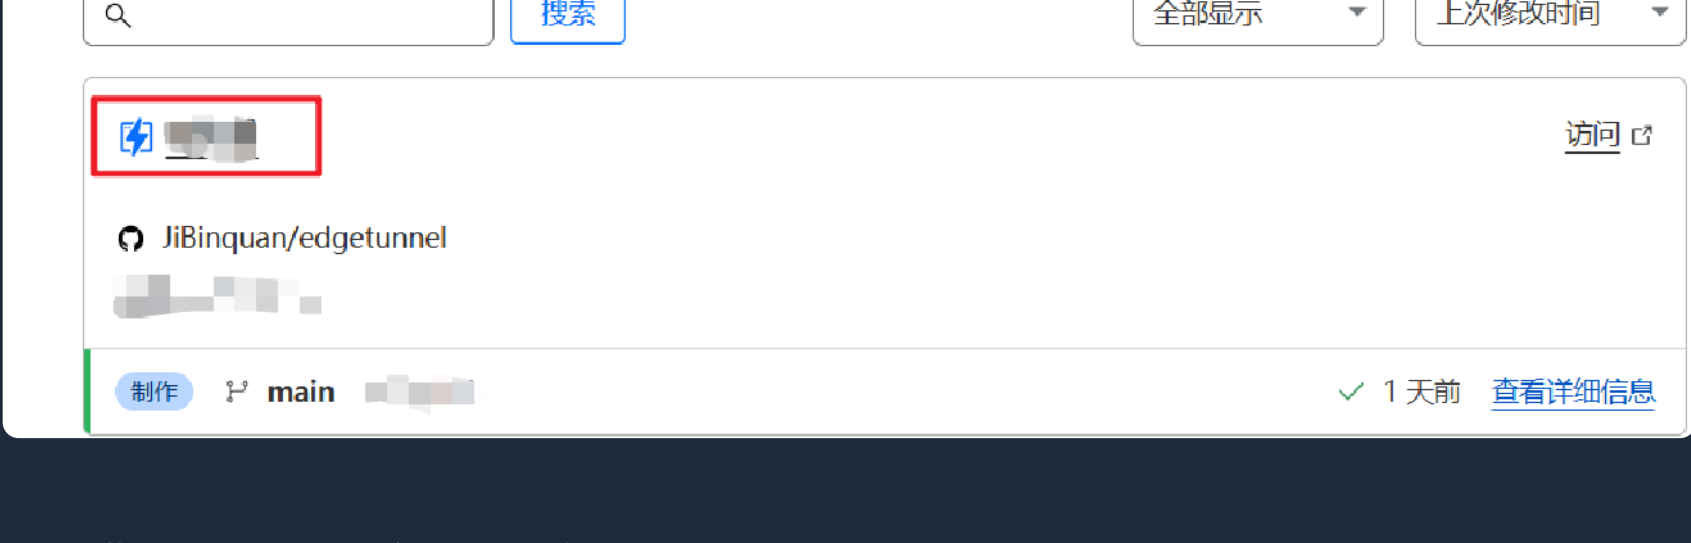 搜索
全部显示
上次修改时间
访问
JiBinquan/edgetunnel
制作 main 1 天前 查看详细信息